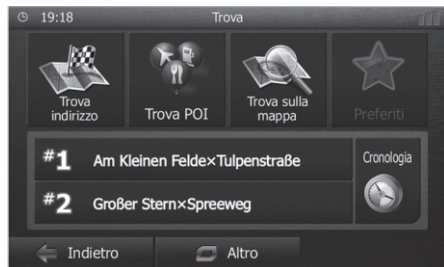 19:18 Trova
Trova indirizzo
Trova POI
Trova sulla mappa
Preferiti
#1 Am Kleinen Felde×Tulpenstraße
Cronologia
#2 Großer Stern×Spreeweg
Indietro
Altro